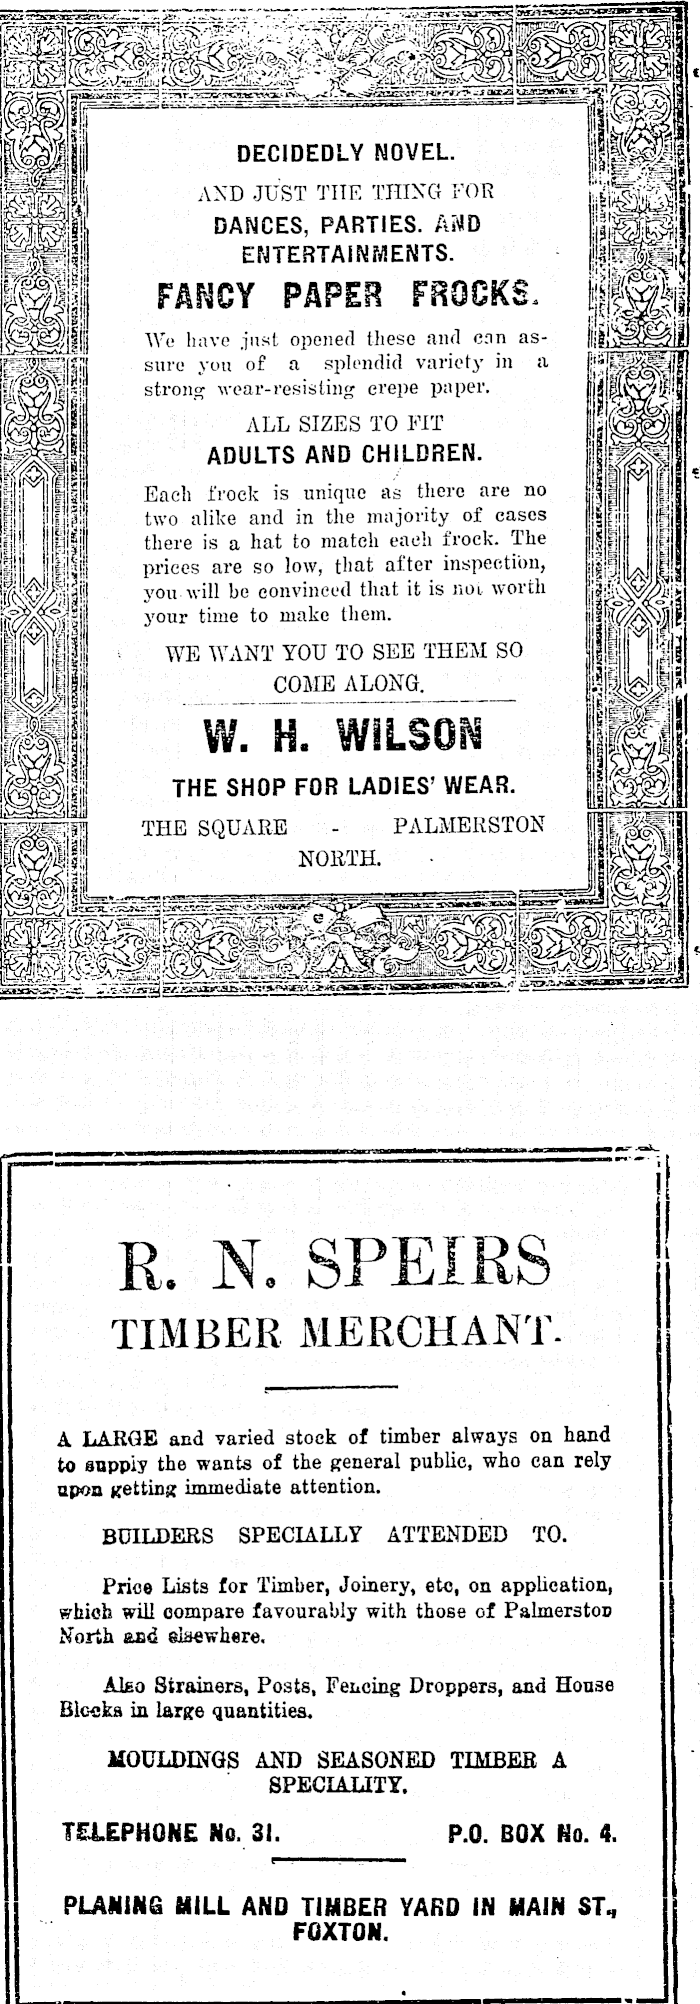 DECIDEDLY NOVEL.
AND JUST THE THING FOR
DANCES, PARTIES. AND
ENTERTAINMENTS.
FANCY PAPER FROCKS.
We have just opened these and can as-
sure you of a splendid variety in a
strong wear-resisting crepe paper.
ALL SIZES TO FIT
ADULTS AND CHILDREN.
Each frock is unique as there are no
two alike and in the majority of cases
there is a hat to match each frock. The
prices are so low, that after inspection,
you will be convinced that it is not worth
your time to make them.
WE WANT YOU TO SEE THEM SO
COME ALONG.
W. H. WILSON
THE SHOP FOR LADIES' WEAR.
THE SQUARE - PALMERSTON
NORTH.
R. N. SPEIRS
TIMBER MERCHANT.
A LARGE and varied stock of timber always on hand
to supply the wants of the general public, who can rely
upon getting immediate attention.
BUILDERS SPECIALLY ATTENDED TO.
Price Lists for Timber, Joinery, etc, on application,
which will compare favourably with those of Palmerston
North and elsewhere.
Also Strainers, Posts, Fencing Droppers, and House
Blocks in large quantities.
MOULDINGS AND SEASONED TIMBER A
SPECIALITY.
TELEPHONE No. 31. P.O. BOX No. 4.
PLANING MILL AND TIMBER YARD IN MAIN ST.,
FOXTON.